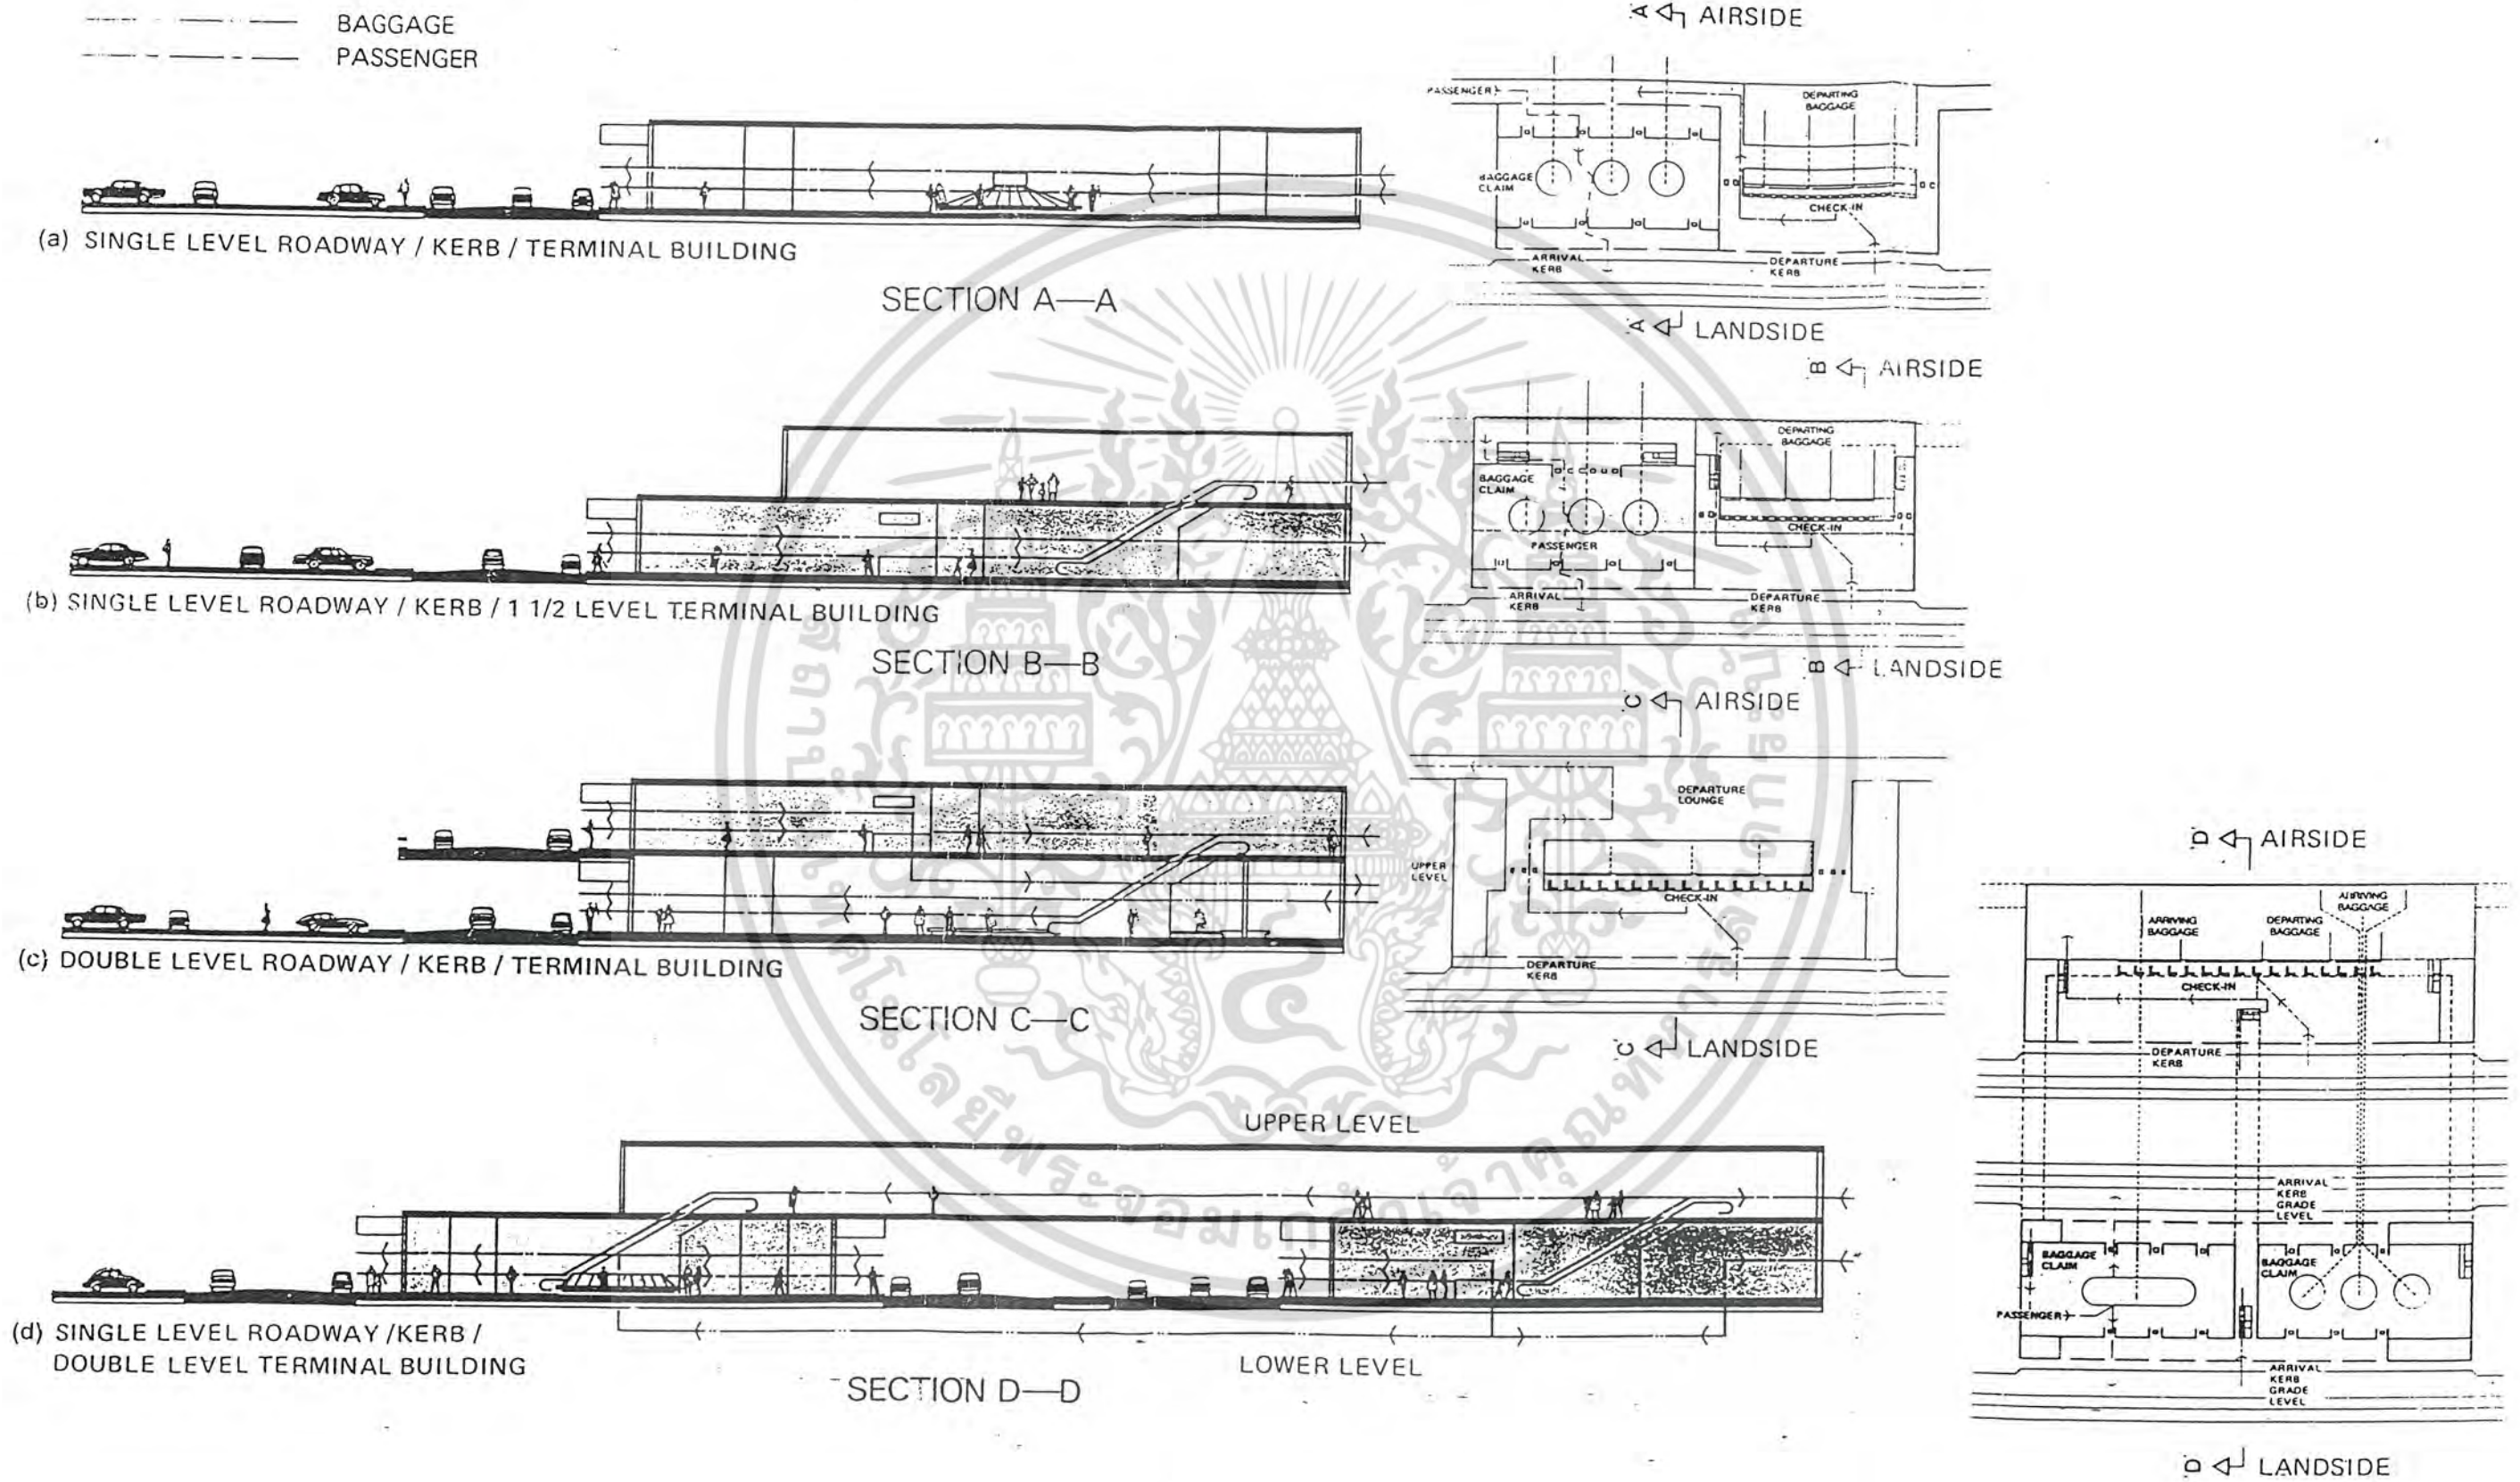 BAGGAGE
PASSENGER
(a) SINGLE LEVEL ROADWAY / KERB / TERMINAL BUILDING
SECTION A—A
A AIRSIDE
PASSENGER
DEPARTING
BAGGAGE
BAGGAGE
CLAIM
CHECK-IN
ARRIVAL
KERB
DEPARTURE
KERB
A LANDSIDE
(b) SINGLE LEVEL ROADWAY / KERB / 1 1/2 LEVEL TERMINAL BUILDING
SECTION B—B
B AIRSIDE
DEPARTING
BAGGAGE
BAGGAGE
CLAIM
CHECK-IN
PASSENGER
ARRIVAL
KERB
DEPARTURE
KERB
B LANDSIDE
(c) DOUBLE LEVEL ROADWAY / KERB / TERMINAL BUILDING
SECTION C—C
C AIRSIDE
DEPARTURE
LOUNGE
UPPER
LEVEL
CHECK-IN
DEPARTURE
KERB
C LANDSIDE
UPPER LEVEL
(d) SINGLE LEVEL ROADWAY /KERB /
DOUBLE LEVEL TERMINAL BUILDING
LOWER LEVEL
SECTION D—D
D AIRSIDE
ARRIVING
BAGGAGE
DEPARTING
BAGGAGE
ARRIVING
BAGGAGE
CHECK-IN
DEPARTURE
KERB
ARRIVAL
KERB
GRADE
LEVEL
BAGGAGE
CLAIM
BAGGAGE
CLAIM
PASSENGER
ARRIVAL
KERB
GRADE
LEVEL
D LANDSIDE